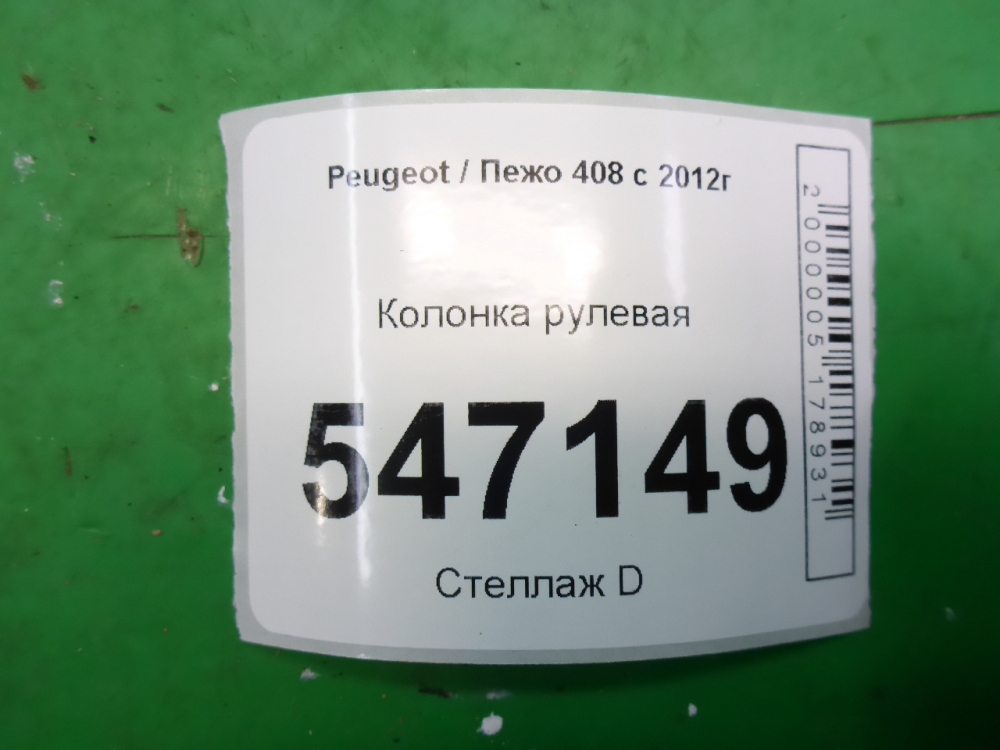 Peugeot / Пежо 408 с 2012г
Колонка рулевая
547149
Стеллаж D
2000005178931